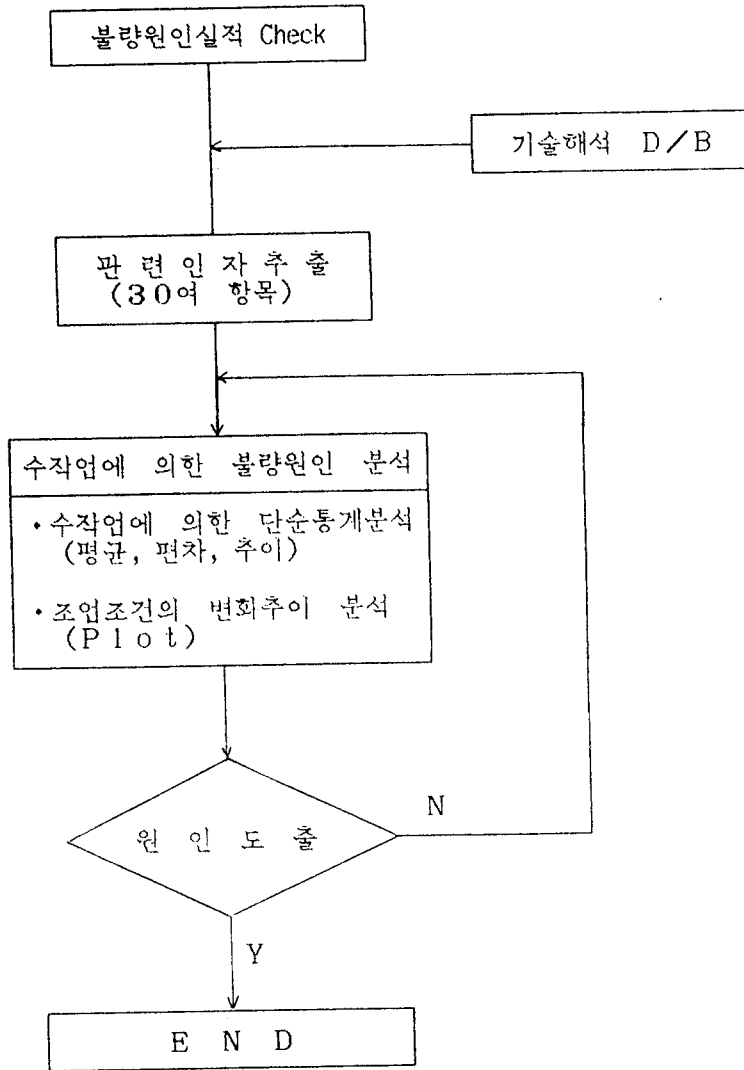 불량원인실적 Check
기술해석 D/B
관 련 인 자 추 출
(30여 항목)
수작업에 의한 불량원인 분석
・수작업에 의한 단순통계분석
(평균, 편차, 추이)
・조업조건의 변화추이 분석
(Plot)
원 인 도 출
N
Y
E N D